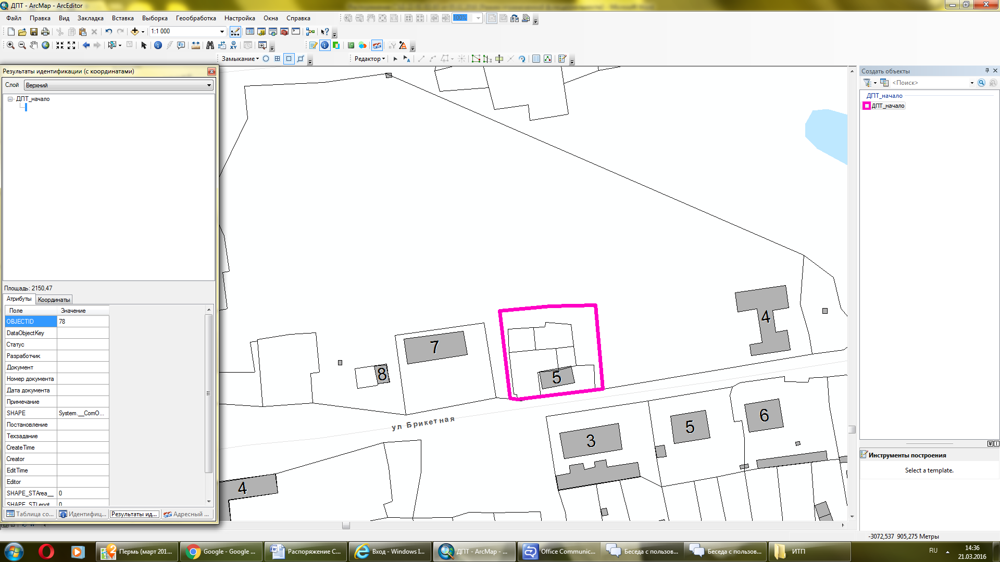 ДПТ - ArcMap - ArcEditor
Файл Правка Вид Закладка Вставка Выборка Геообработка Настройка Окна Справка
100%
1:1 000
Замыкание
Редактор
Результаты идентификации (с координатами)
Слой Верхний
ДПТ_начало
Площадь: 2150,47
Атрибуты Координаты
Поле Значение
OBJECTID 78
DataObjectKey
Статус
Разработчик
Документ
Номер документа
Дата документа
Примечание
SHAPE System.__ComO...
Постановление
Техзадание
CreateTime
Creator
EditTime
Editor
SHAPE_STArea__ 0
SHAPE_STLengt 0
Таблица со... Идентифиц... Результаты ид... Адресный ...
4
7
8
5
ул Брикетная
6
5
3
4
Создать объекты
<Поиск>
ДПТ_начало
ДПТ_начало
Инструменты построения
Select a template.
-3072,537 905,275 Метры
Пермь (март 201... Google - Google ... Распоряжение С... Вход - Windows I... ДПТ - ArcMap - ... Office Communic... Беседа с пользов... Беседа с пользов... ИТП
RU
14:36
21.03.2016